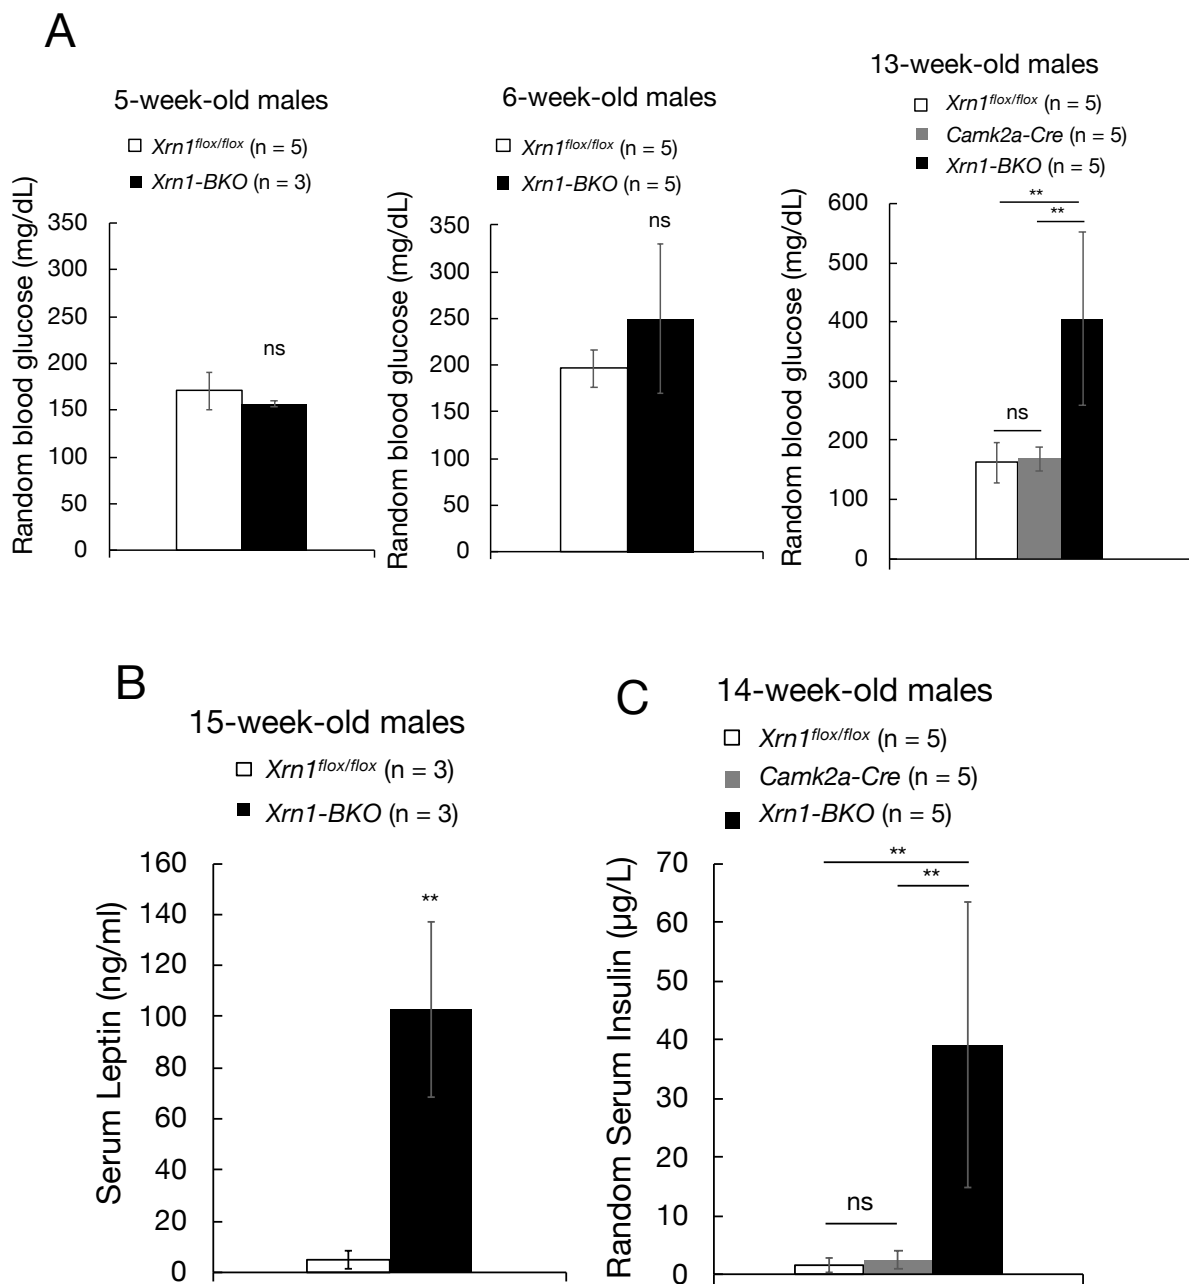 A
5-week-old males
Xrn1flox/flox (n = 5)
Xrn1-BKO (n = 3)
Random blood glucose (mg/dL)
350
300
250
200
150
100
50
0
ns
6-week-old males
Xrn1flox/flox (n = 5)
Xrn1-BKO (n = 5)
Random blood glucose (mg/dL)
350
300
250
200
150
100
50
0
ns
13-week-old males
Xrn1flox/flox (n = 5)
Camk2a-Cre (n = 5)
Xrn1-BKO (n = 5)
Random blood glucose (mg/dL)
600
500
400
300
200
100
0
**
**
ns
B
15-week-old males
Xrn1flox/flox (n = 3)
Xrn1-BKO (n = 3)
Serum Leptin (ng/ml)
160
140
120
100
80
60
40
20
0
**
C
14-week-old males
Xrn1flox/flox (n = 5)
Camk2a-Cre (n = 5)
Xrn1-BKO (n = 5)
Random Serum Insulin (µg/L)
70
60
50
40
30
20
10
0
**
**
ns